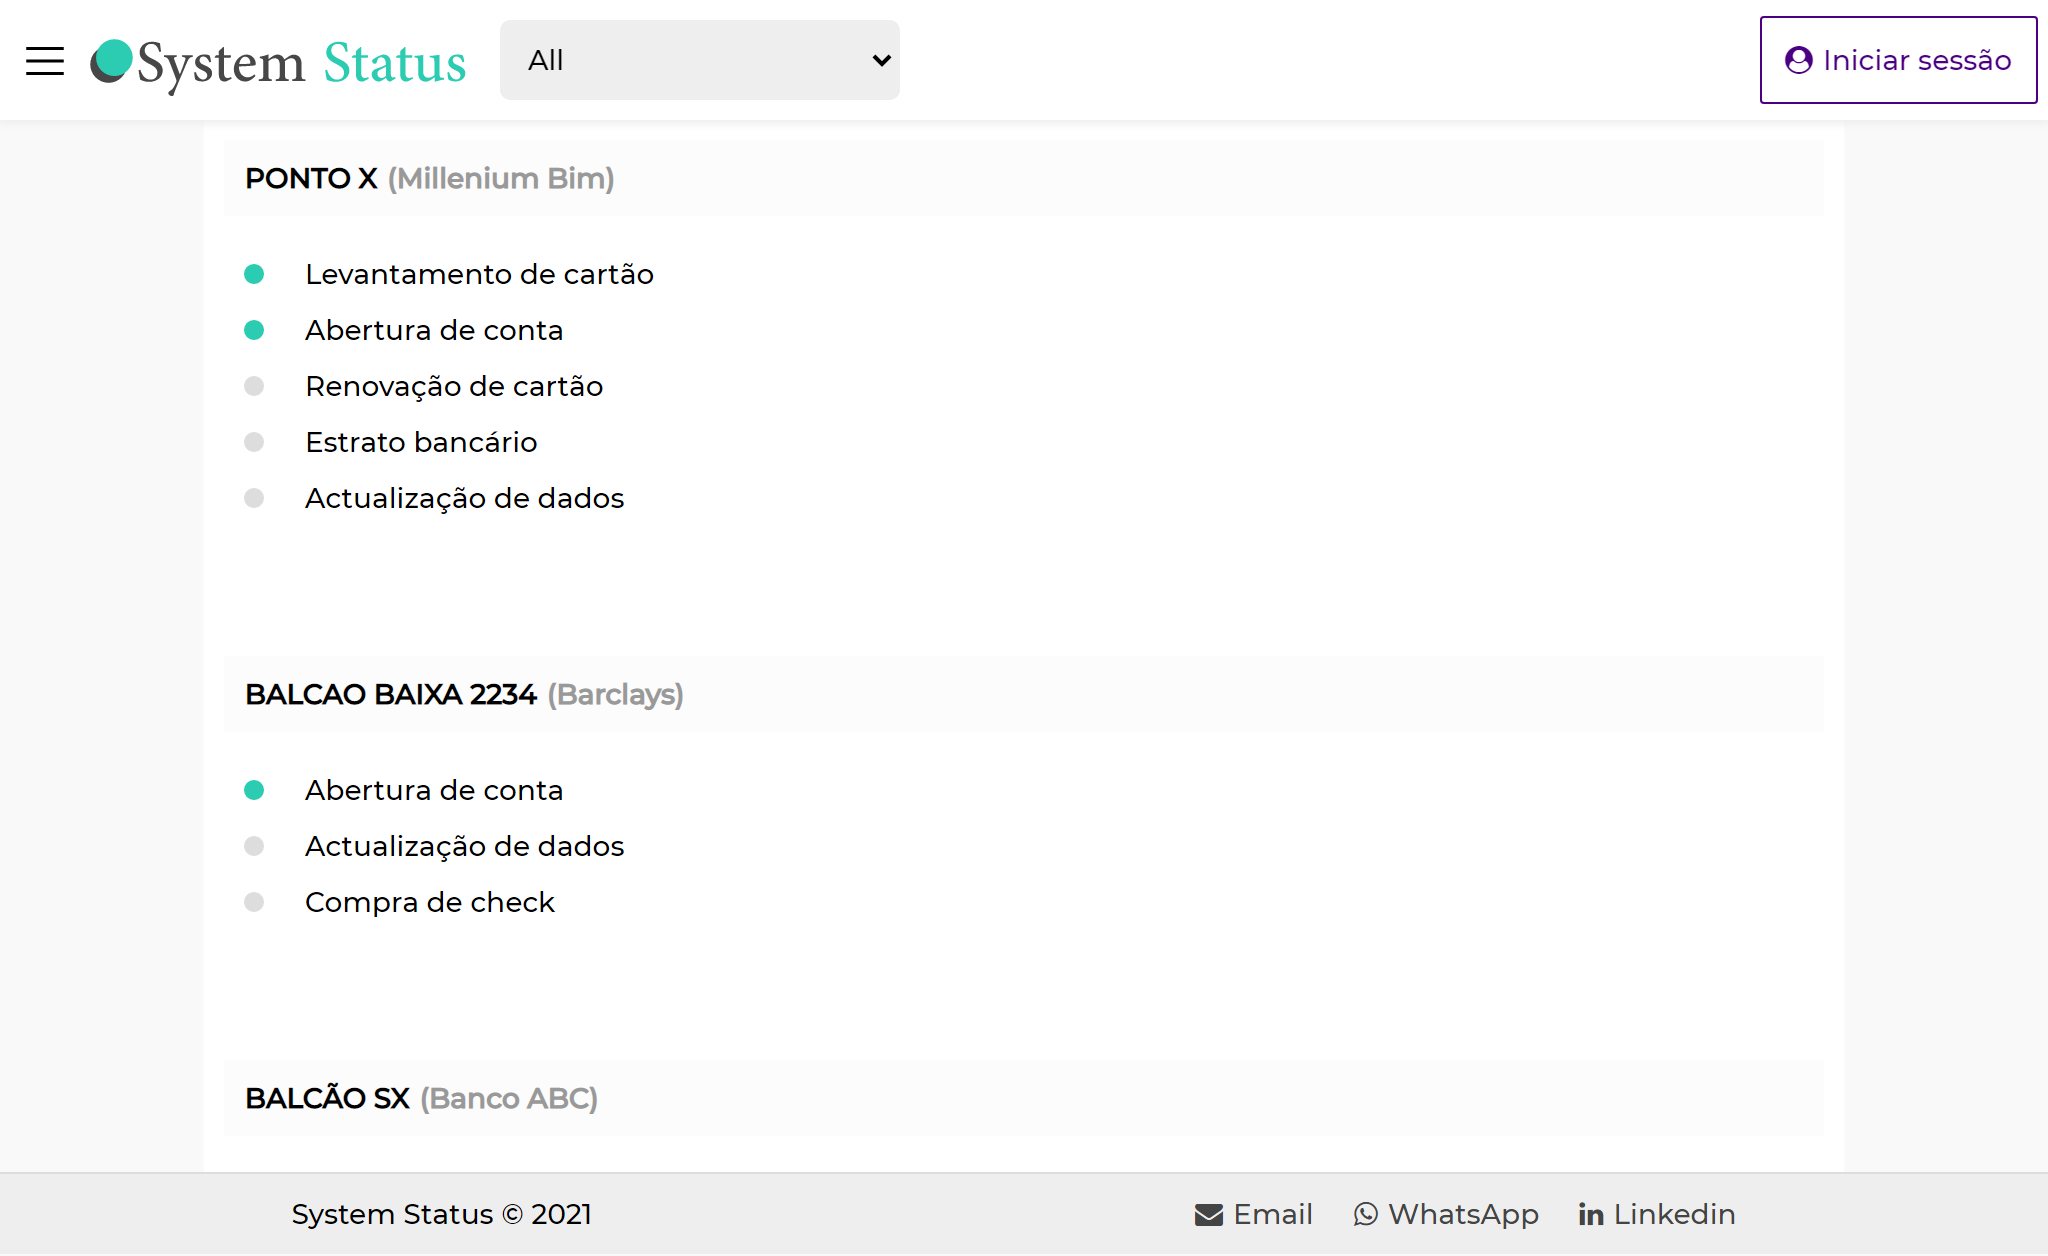 System Status
All
Iniciar sessão
PONTO X (Millenium Bim)
Levantamento de cartão
Abertura de conta
Renovação de cartão
Estrato bancário
Actualização de dados
BALCAO BAIXA 2234 (Barclays)
Abertura de conta
Actualização de dados
Compra de check
BALCÃO SX (Banco ABC)
System Status © 2021
Email
WhatsApp
Linkedin